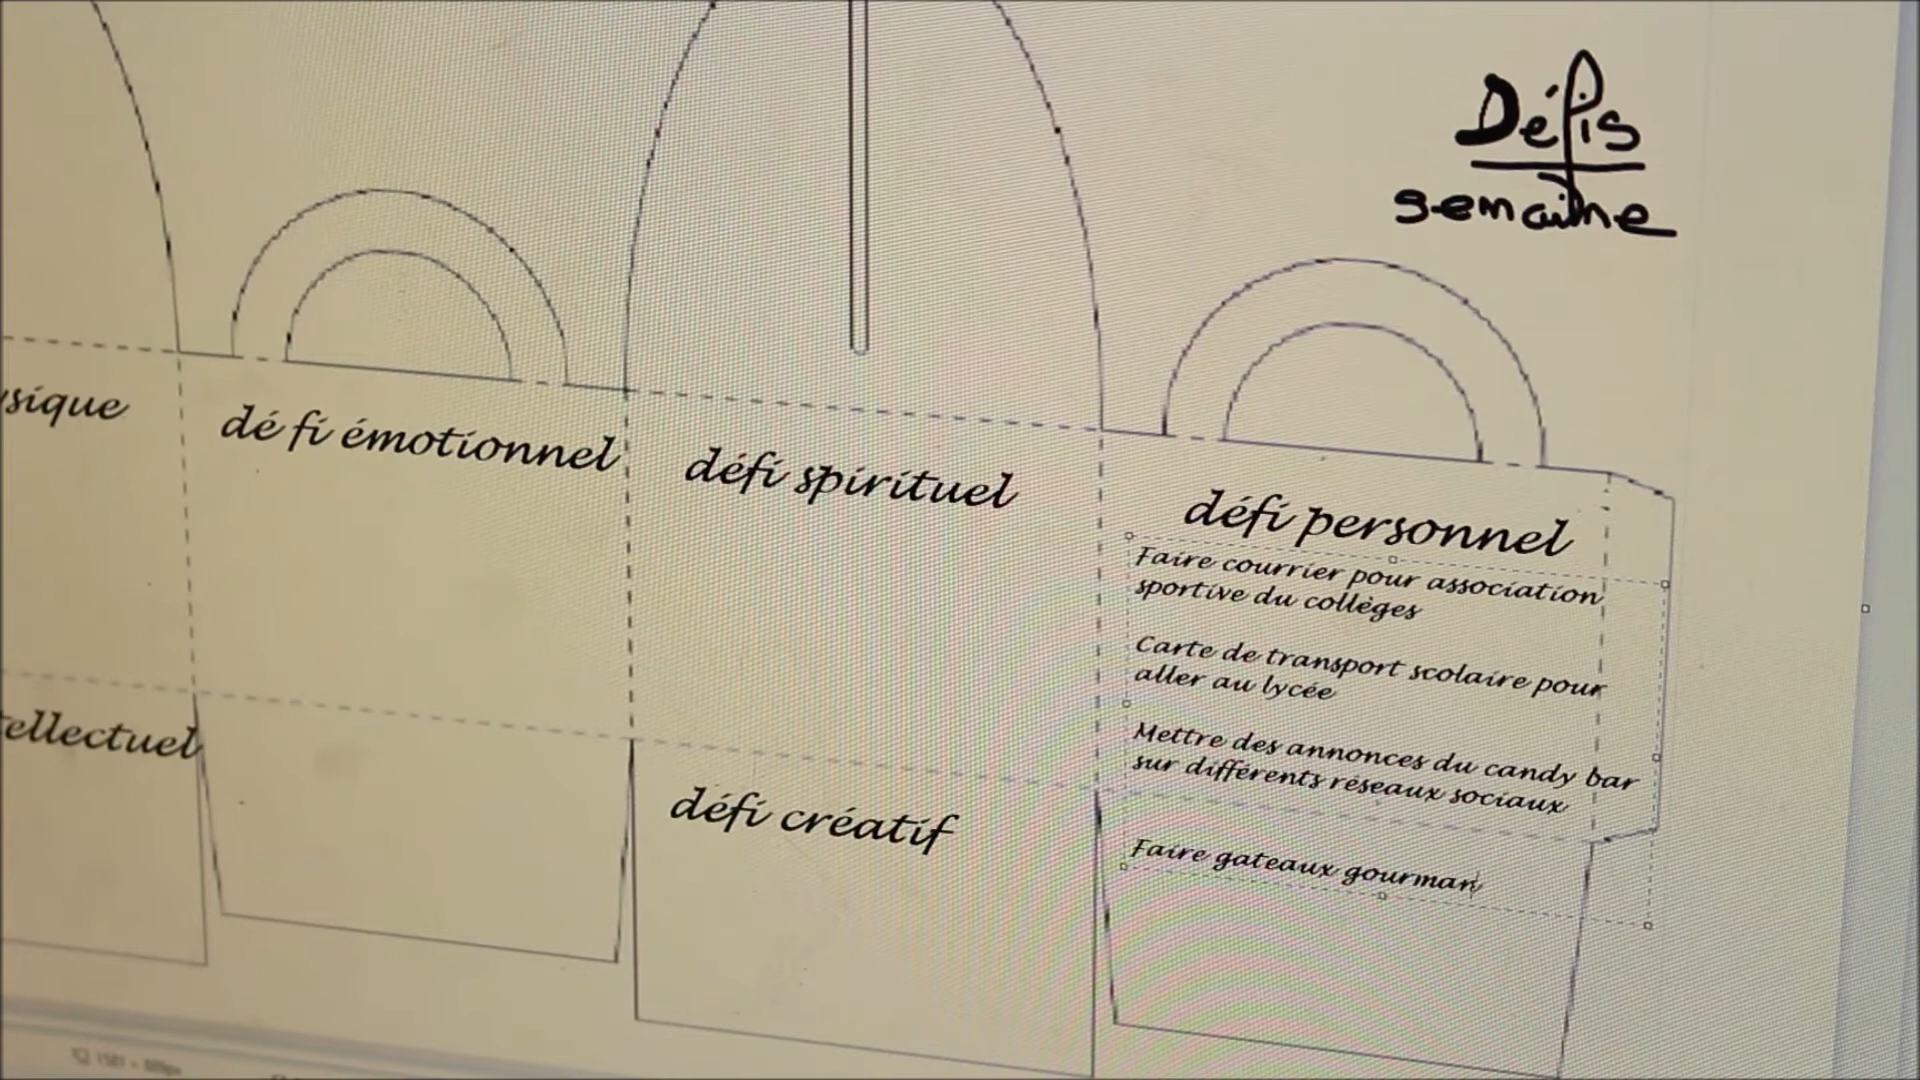 Défis
semaine
ysique
dé fi émotionnel
défi spirituel
défi personnel
Faire courrier pour association
sportive du collèges
Carte de transport scolaire pour
aller au lycée
Mettre des annonces du candy bar
sur différents réseaux sociaux
Faire gateaux gourman
tellectuel
défi créatif